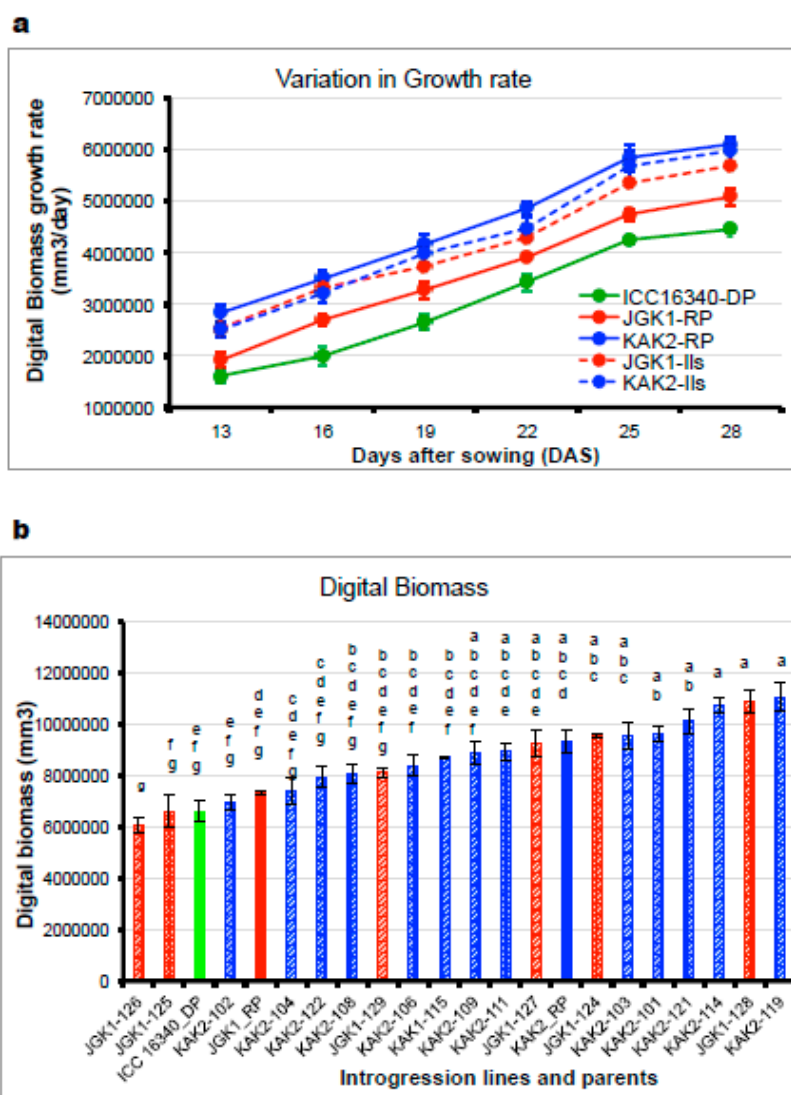 a
Variation in Growth rate
Digital Biomass growth rate
(mm3/day)
7000000
6000000
5000000
4000000
3000000
2000000
1000000
ICC16340-DP
JGK1-RP
KAK2-RP
JGK1-IIs
KAK2-IIs
13 16 19 22 25 28
Days after sowing (DAS)
b
Digital Biomass
Digital biomass (mm3)
14000000
12000000
10000000
8000000
6000000
4000000
2000000
0
g
f g
e f g
e f g
d e f g
c d e f g
c d e f g
b c d e f g
b c d e f g
b c d e f g
b c d e f
a b c d e f
a b c d e
a b c d e
a b c d
a b c
a b c
a b
a b
a
a
a
JGK1-126
JGK1-125
ICC 16340_DP
KAK2-102
JGK1_RP
KAK2-104
KAK2-122
KAK2-108
JGK1-129
KAK2-106
KAK1-115
KAK2-109
KAK2-111
JGK1-127
KAK2_RP
JGK1-124
KAK2-103
KAK2-101
KAK2-121
KAK2-114
JGK1-128
KAK2-119
Introgression lines and parents